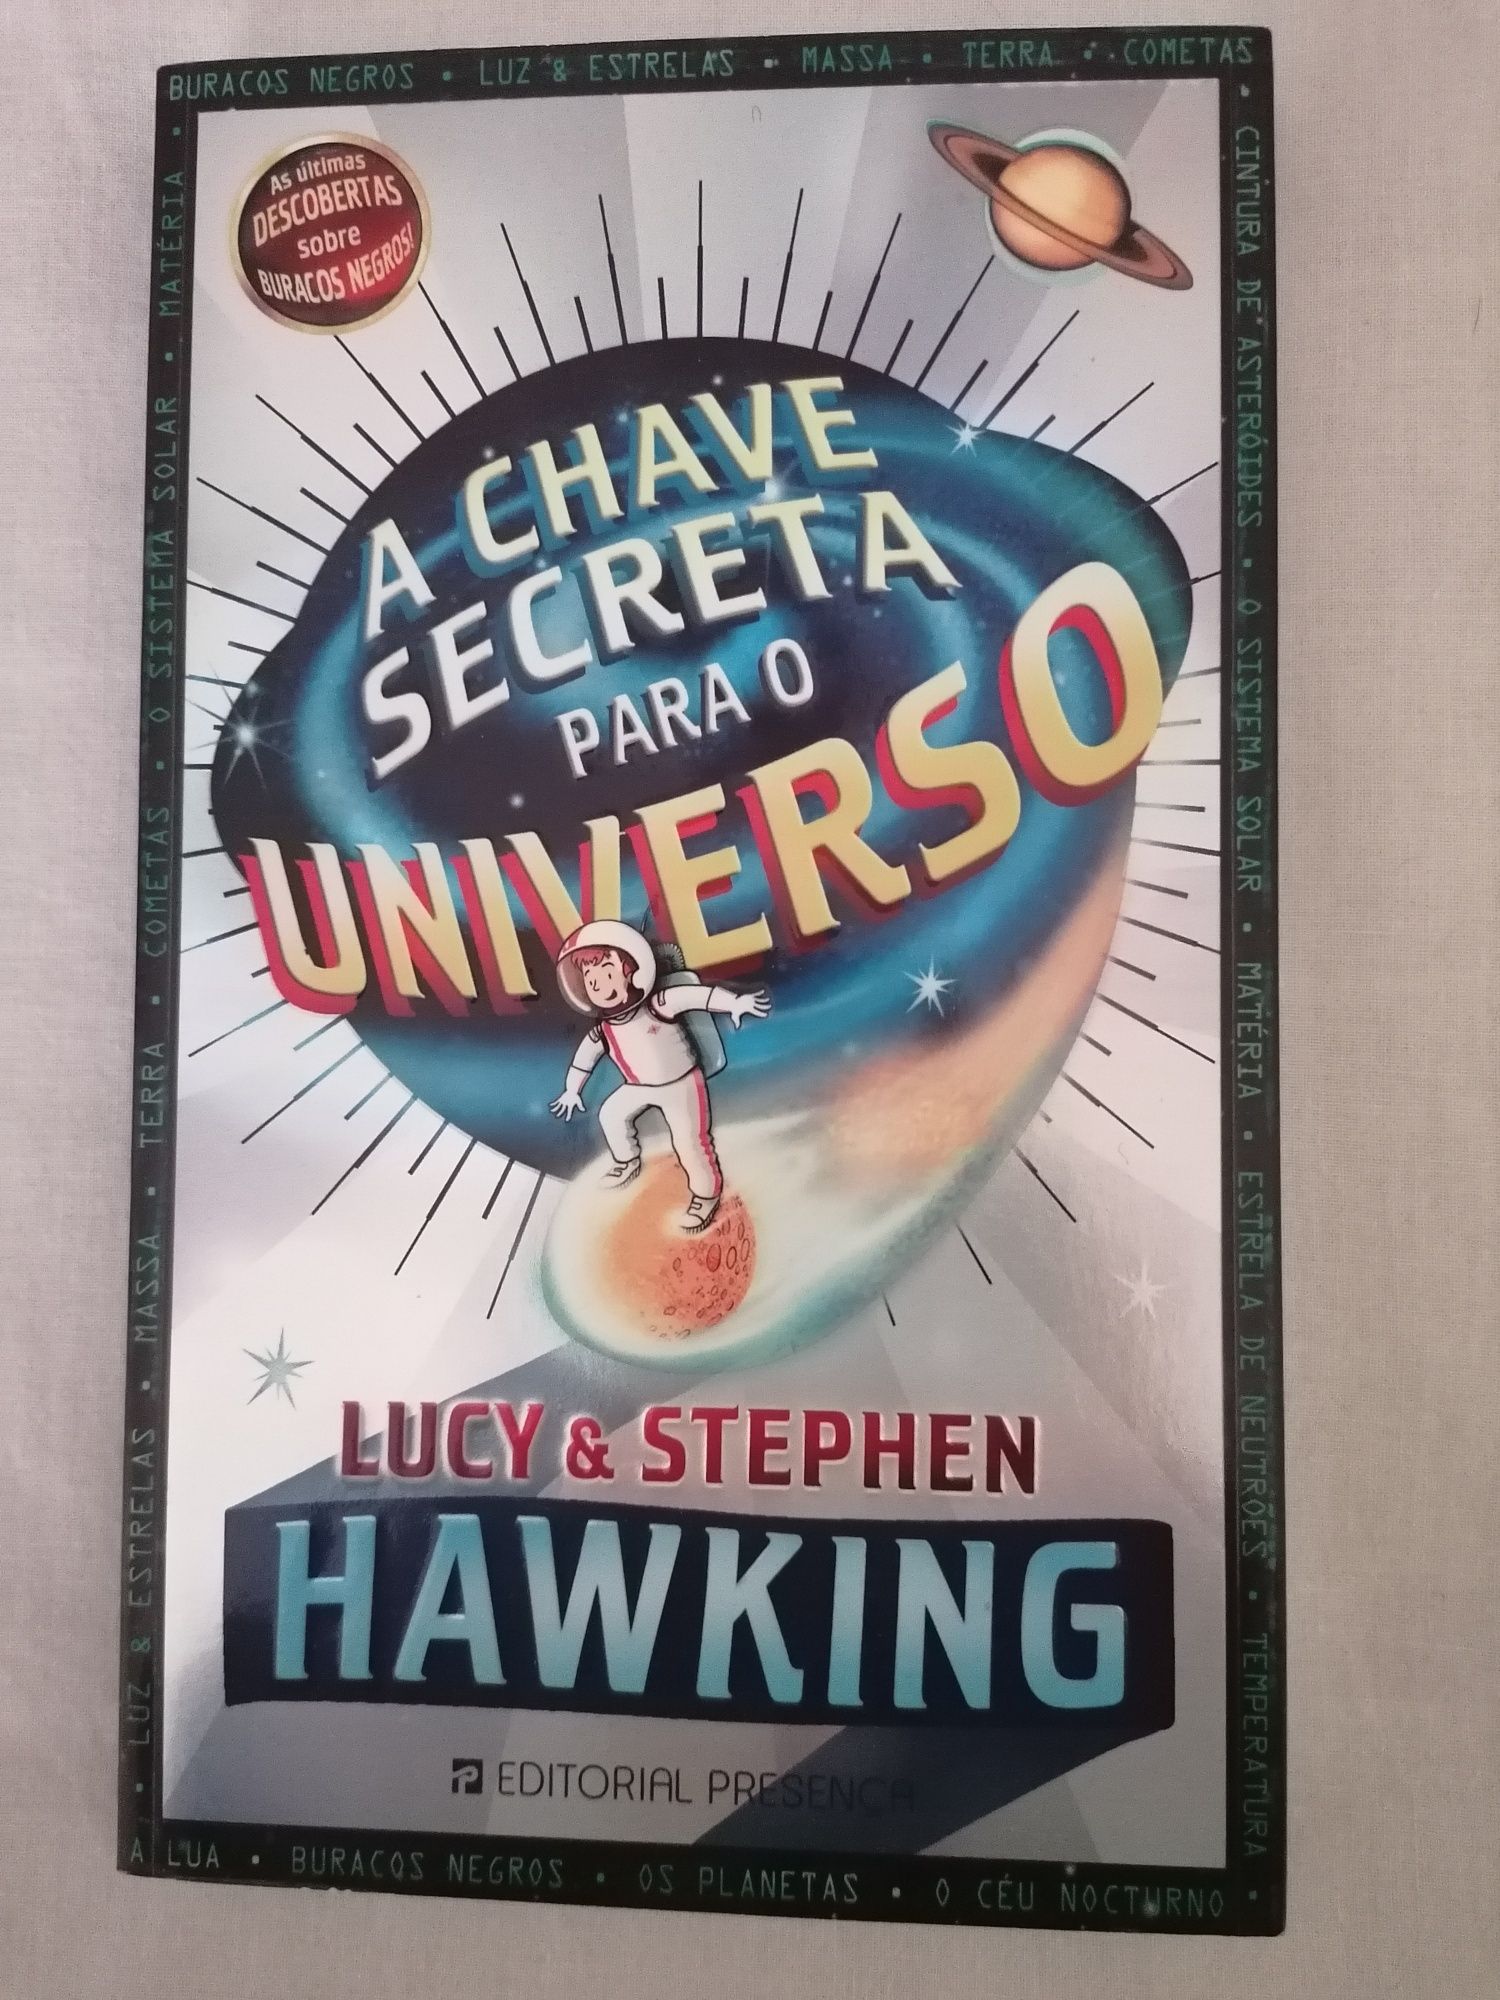 BURACOS NEGROS • LUZ & ESTRELAS • MASSA • TERRA • COMETAS •
CINTURA DE ASTERÓIDES • O SISTEMA SOLAR • MATÉRIA • ESTRELA DE NEUTRÕES • TEMPERATURA •
As últimas
DESCOBERTAS
sobre
BURACOS NEGROS!
A CHAVE
SECRETA
PARA O
UNIVERSO
LUCY & STEPHEN
HAWKING
EDITORIAL PRESENÇA
• LUZ & ESTRELAS • MASSA • TERRA • COMETAS • O SISTEMA SOLAR • MATÉRIA •
A LUA • BURACOS NEGROS • OS PLANETAS • O CÉU NOCTURNO •